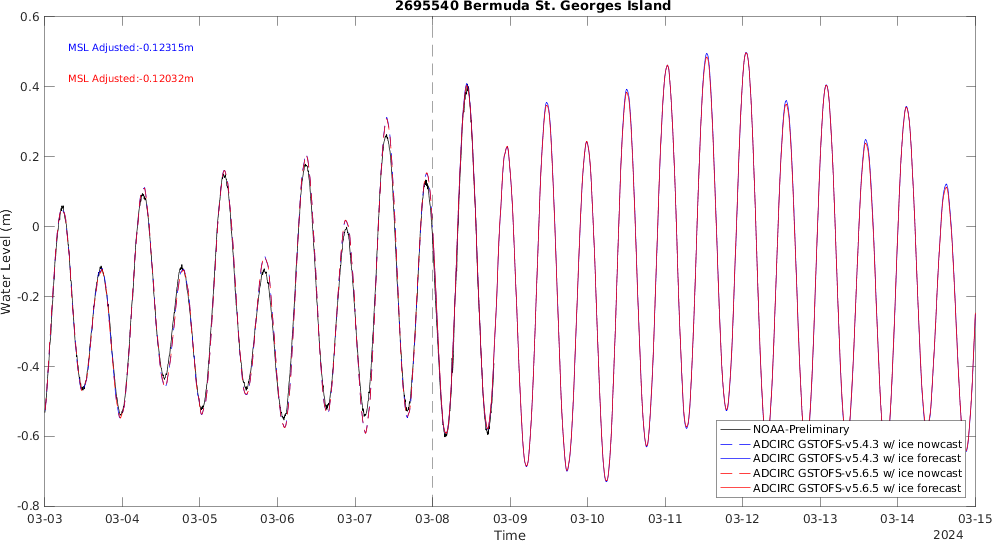 2695540 Bermuda St. Georges Island
MSL Adjusted:-0.12315m
MSL Adjusted:-0.12032m
Water Level (m)
0.6
0.4
0.2
0
-0.2
-0.4
-0.6
-0.8
NOAA-Preliminary
ADCIRC GSTOFS-v5.4.3 w/ ice nowcast
ADCIRC GSTOFS-v5.4.3 w/ ice forecast
ADCIRC GSTOFS-v5.6.5 w/ ice nowcast
ADCIRC GSTOFS-v5.6.5 w/ ice forecast
03-03 03-04 03-05 03-06 03-07 03-08 03-09 03-10 03-11 03-12 03-13 03-14 03-15
Time
2024